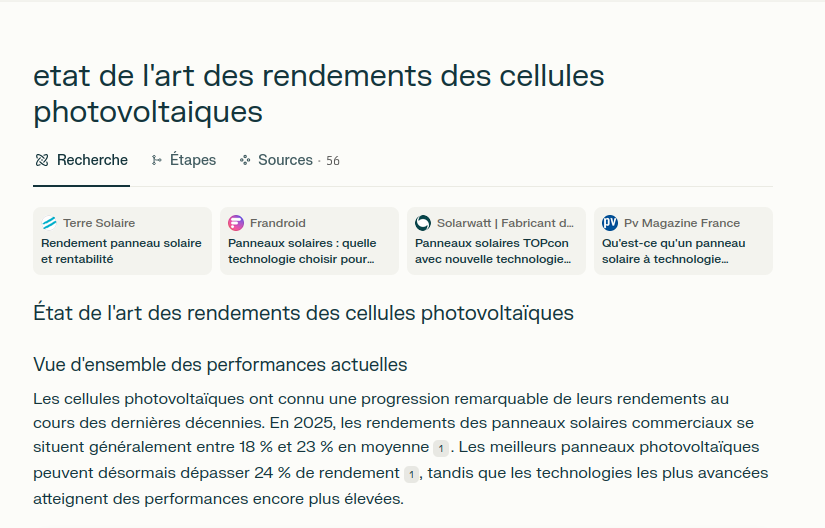 etat de l'art des rendements des cellules
photovoltaiques
Recherche Étapes Sources · 56
Terre Solaire
Rendement panneau solaire
et rentabilité
Frandroid
Panneaux solaires : quelle
technologie choisir pour…
Solarwatt | Fabricant d…
Panneaux solaires TOPcon
avec nouvelle technologie…
pv Pv Magazine France
Qu'est-ce qu'un panneau
solaire à technologie…
État de l'art des rendements des cellules photovoltaïques
Vue d'ensemble des performances actuelles
Les cellules photovoltaïques ont connu une progression remarquable de leurs rendements au
cours des dernières décennies. En 2025, les rendements des panneaux solaires commerciaux se
situent généralement entre 18 % et 23 % en moyenne 1 . Les meilleurs panneaux photovoltaïques
peuvent désormais dépasser 24 % de rendement 1 , tandis que les technologies les plus avancées
atteignent des performances encore plus élevées.